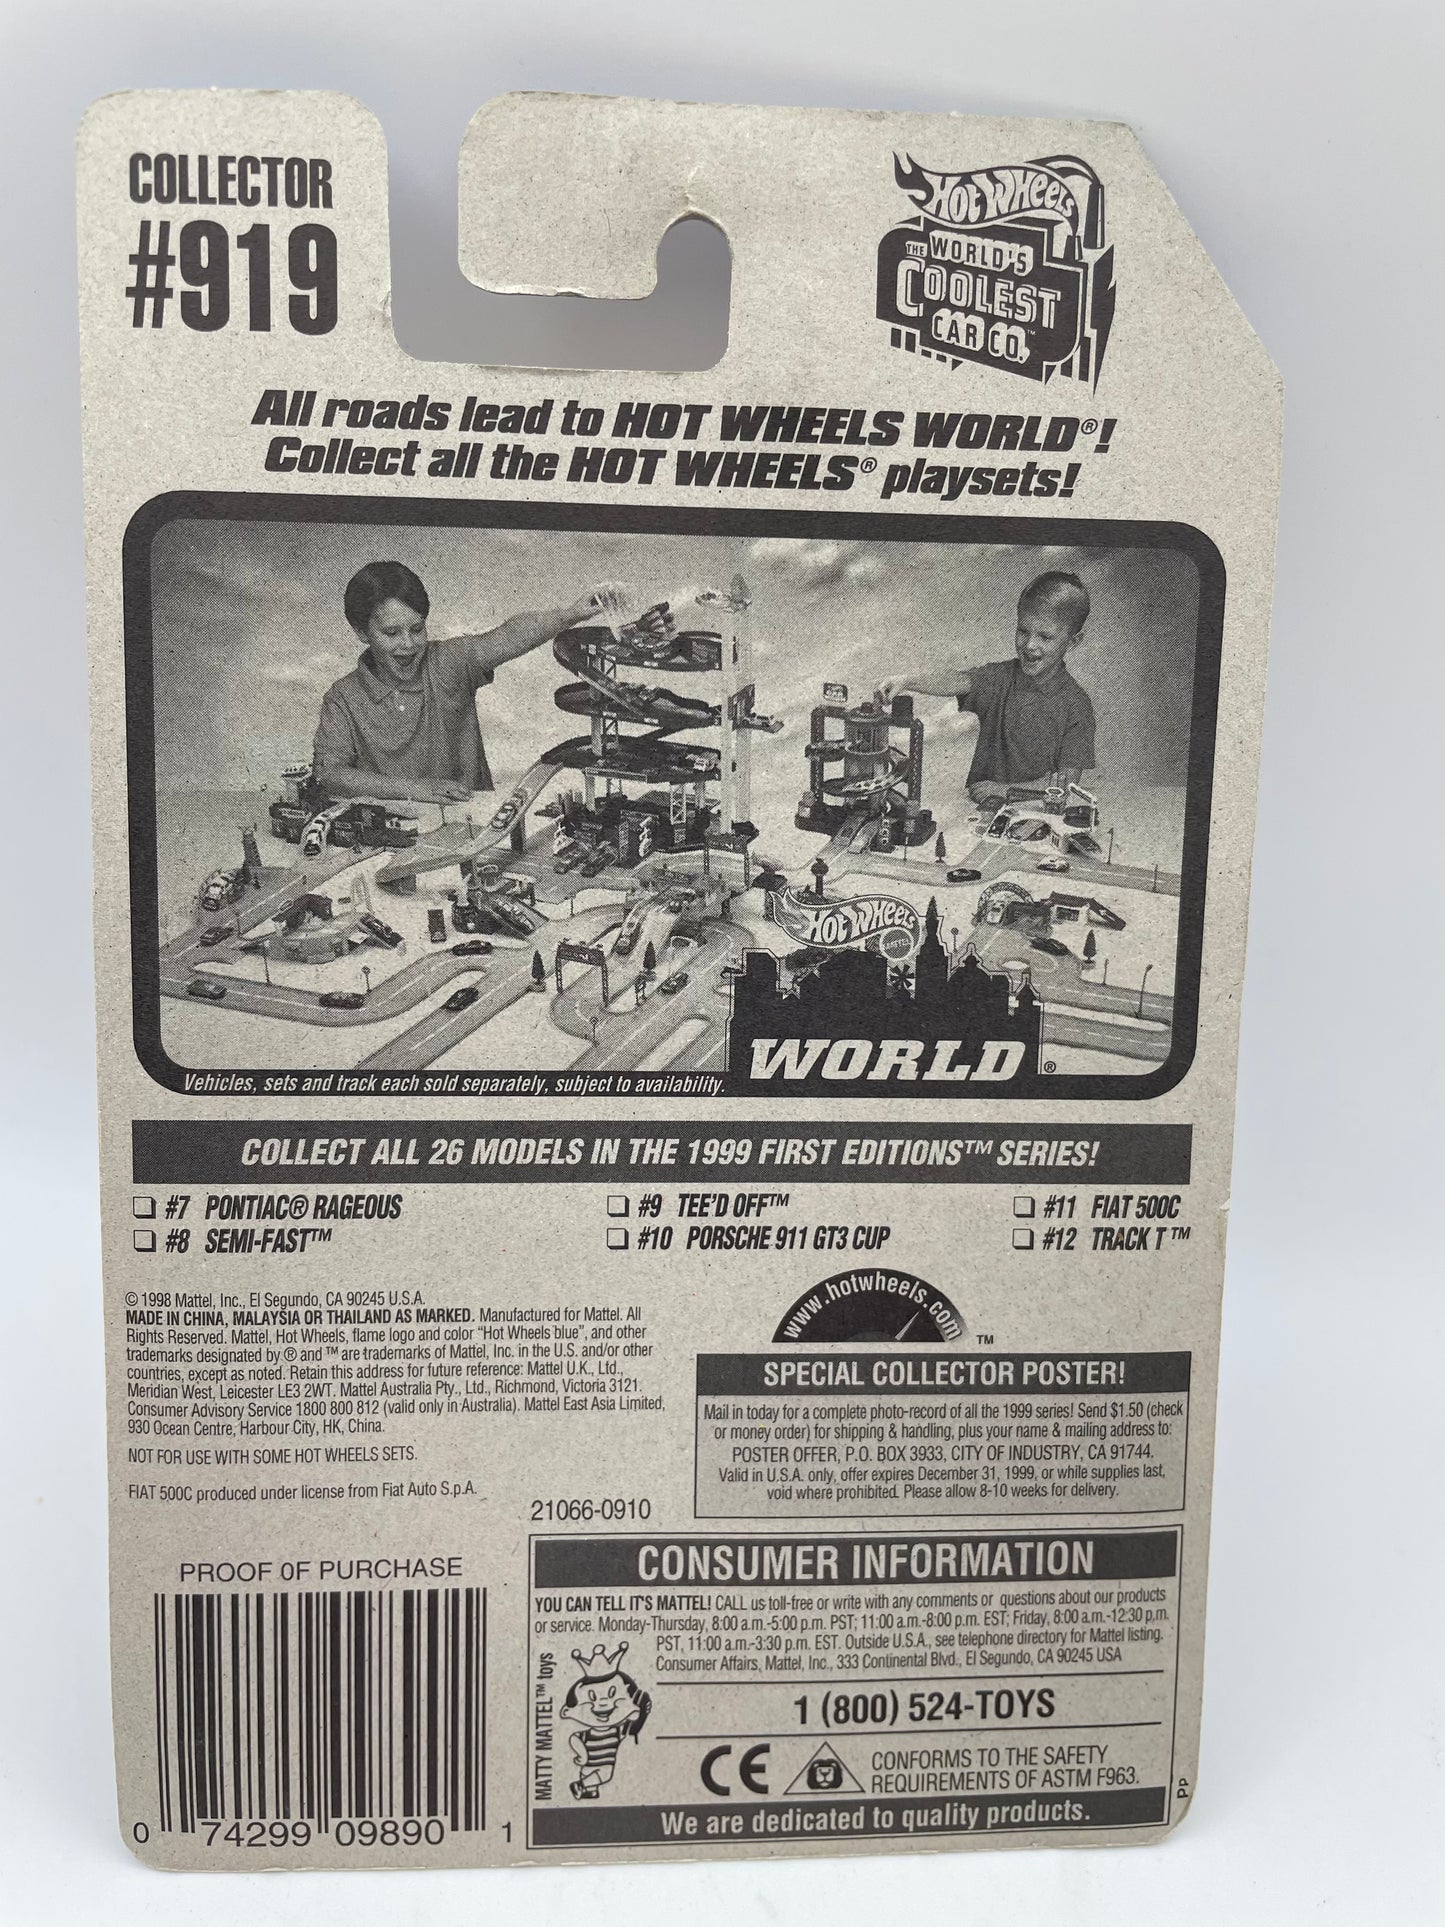 COLLECTOR
#919
HOT WHEELS
THE WORLD'S
COOLEST
CAR CO.™
All roads lead to HOT WHEELS WORLD®!
Collect all the HOT WHEELS® playsets!
HOT WHEELS
MATTEL
WORLD®
Vehicles, sets and track each sold separately, subject to availability.
COLLECT ALL 26 MODELS IN THE 1999 FIRST EDITIONS™ SERIES!
#7 PONTIAC® RAGEOUS
#8 SEMI-FAST™
#9 TEE'D OFF™
#10 PORSCHE 911 GT3 CUP
#11 FIAT 500C
#12 TRACK T™
© 1998 Mattel, Inc., El Segundo, CA 90245 U.S.A.
MADE IN CHINA, MALAYSIA OR THAILAND AS MARKED. Manufactured for Mattel. All
Rights Reserved. Mattel, Hot Wheels, flame logo and color "Hot Wheels blue", and other
trademarks designated by ® and ™ are trademarks of Mattel, Inc. in the U.S. and/or other
countries, except as noted. Retain this address for future reference: Mattel U.K., Ltd.,
Meridian West, Leicester LE3 2WT. Mattel Australia Pty., Ltd., Richmond, Victoria 3121.
Consumer Advisory Service 1800 800 812 (valid only in Australia). Mattel East Asia Limited,
930 Ocean Centre, Harbour City, HK, China.
NOT FOR USE WITH SOME HOT WHEELS SETS.
FIAT 500C produced under license from Fiat Auto S.p.A.
21066-0910
www.hotwheels.com ™
SPECIAL COLLECTOR POSTER!
Mail in today for a complete photo-record of all the 1999 series! Send $1.50 (check
or money order) for shipping & handling, plus your name & mailing address to:
POSTER OFFER, P.O. BOX 3933, CITY OF INDUSTRY, CA 91744.
Valid in U.S.A. only, offer expires December 31, 1999, or while supplies last,
void where prohibited. Please allow 8-10 weeks for delivery.
PROOF OF PURCHASE
0 74299 09890 1
CONSUMER INFORMATION
YOU CAN TELL IT'S MATTEL! CALL us toll-free or write with any comments or questions about our products
or service. Monday-Thursday, 8:00 a.m.-5:00 p.m. PST; 11:00 a.m.-8:00 p.m. EST; Friday, 8:00 a.m.-12:30 p.m.
PST, 11:00 a.m.-3:30 p.m. EST. Outside U.S.A., see telephone directory for Mattel listing.
Consumer Affairs, Mattel, Inc., 333 Continental Blvd., El Segundo, CA 90245 USA
MATTY MATTEL™ toys
1 (800) 524-TOYS
CE
CONFORMS TO THE SAFETY
REQUIREMENTS OF ASTM F963.
We are dedicated to quality products.
PP